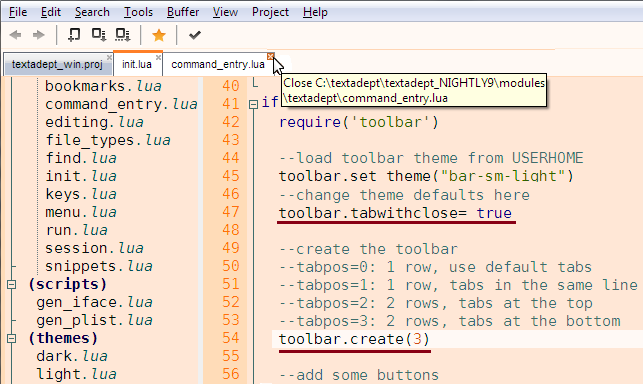 File Edit Search Tools Buffer View Project Help
textadept_win.proj init.lua command_entry.lua
Close C:\textadept\textadept_NIGHTLY9\modules
\textadept\command_entry.lua
bookmarks.lua
command_entry.lua
editing.lua
file_types.lua
find.lua
init.lua
keys.lua
menu.lua
run.lua
session.lua
snippets.lua
(scripts)
gen_iface.lua
gen_plist.lua
(themes)
dark.lua
light.lua
40
41 if
42 require('toolbar')
43
44 --load toolbar theme from USERHOME
45 toolbar.set_theme("bar-sm-light")
46 --change theme defaults here
47 toolbar.tabwithclose= true
48
49 --create the toolbar
50 --tabpos=0: 1 row, use default tabs
51 --tabpos=1: 1 row, tabs in the same line
52 --tabpos=2: 2 rows, tabs at the top
53 --tabpos=3: 2 rows, tabs at the bottom
54 toolbar.create(3)
55
56 --add some buttons